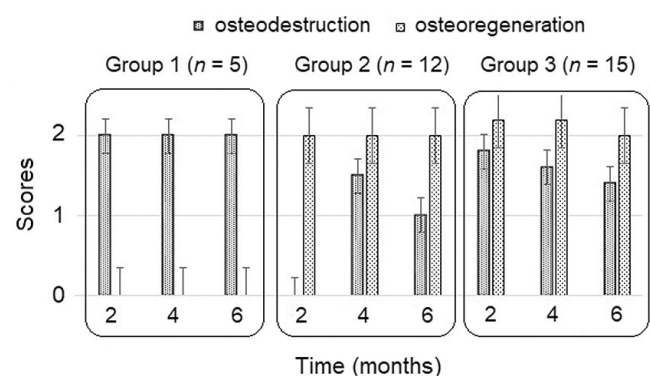 osteodestruction osteoregeneration
Group 1 (n = 5) Group 2 (n = 12) Group 3 (n = 15)
2
1
0
Scores
2 4 6 2 4 6 2 4 6
Time (months)